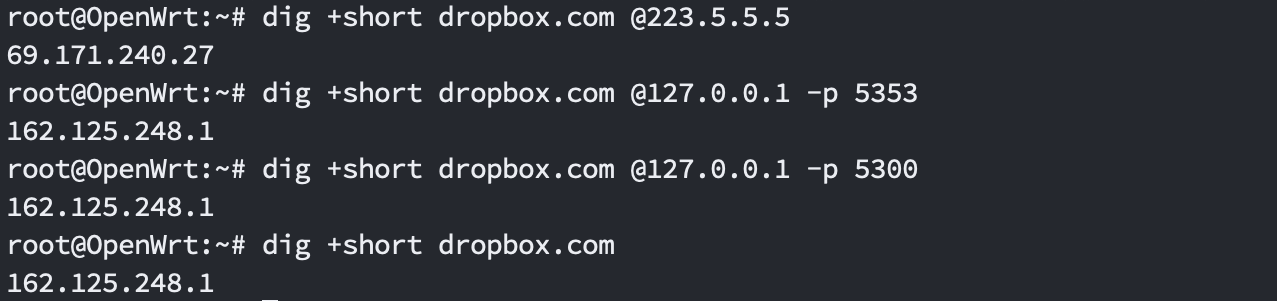 root@OpenWrt:~# dig +short dropbox.com @223.5.5.5
69.171.240.27
root@OpenWrt:~# dig +short dropbox.com @127.0.0.1 -p 5353
162.125.248.1
root@OpenWrt:~# dig +short dropbox.com @127.0.0.1 -p 5300
162.125.248.1
root@OpenWrt:~# dig +short dropbox.com
162.125.248.1